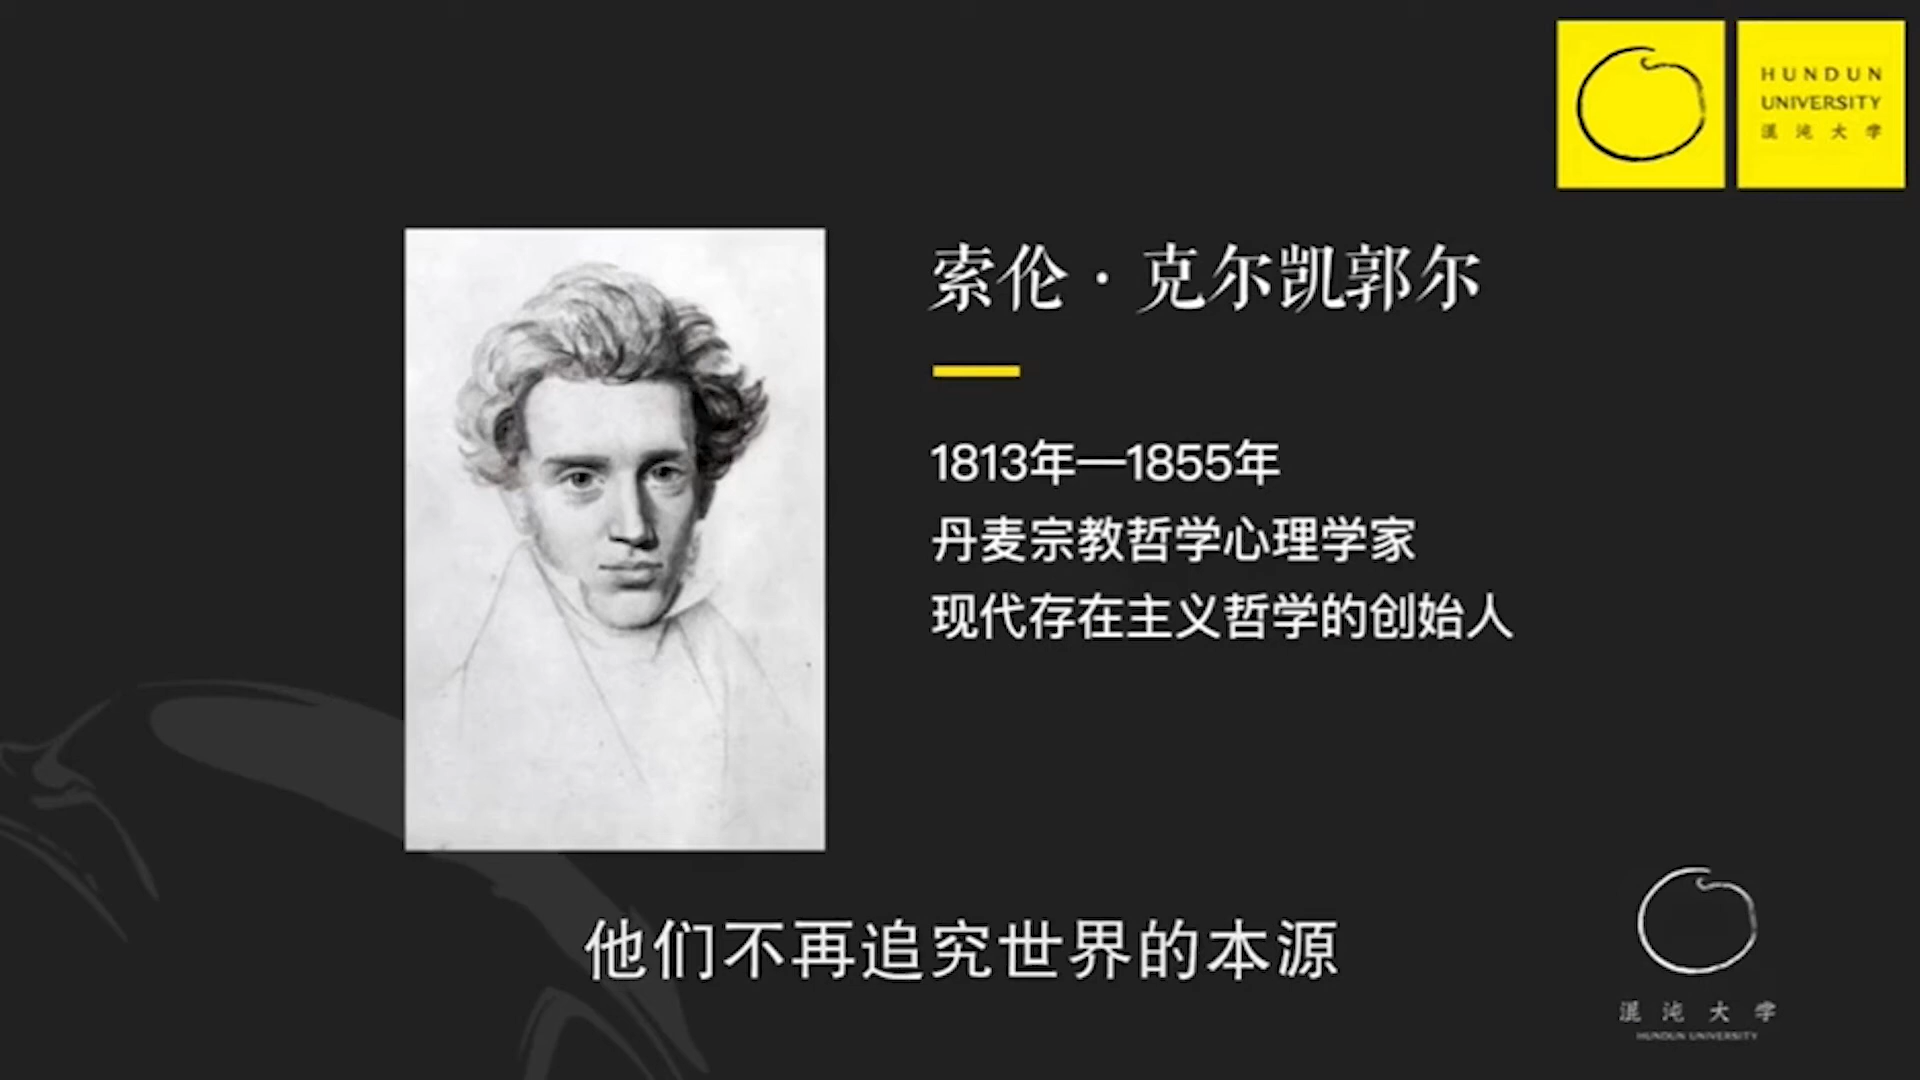 HUNDUN
UNIVERSITY
混沌大学
索伦·克尔凯郭尔
1813年—1855年
丹麦宗教哲学心理学家
现代存在主义哲学的创始人
他们不再追究世界的本源
混沌大学
HUNDUN UNIVERSITY